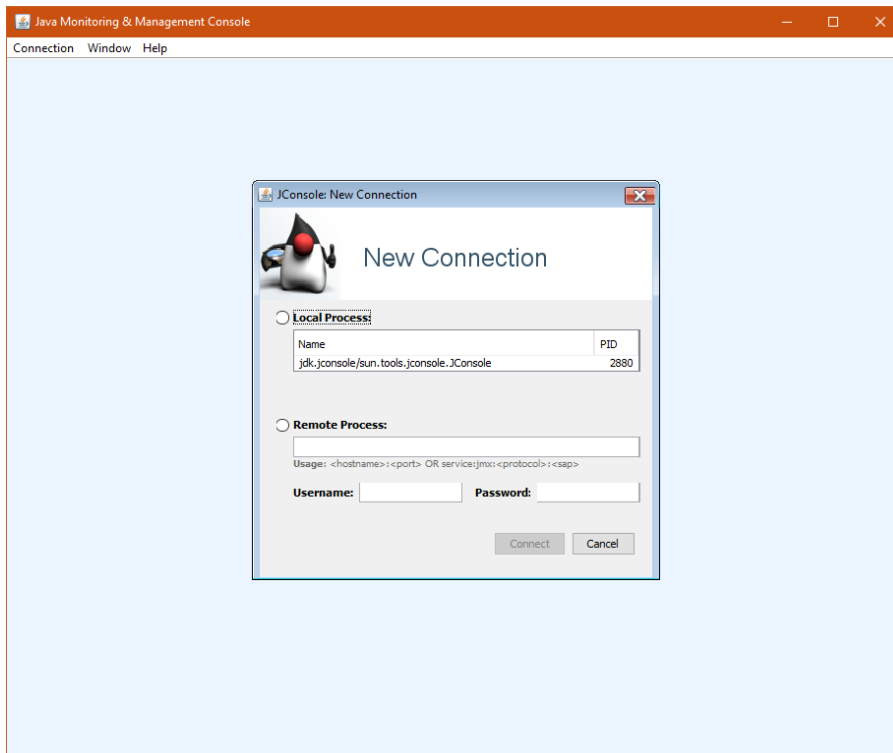 Java Monitoring & Management Console
Connection Window Help
JConsole: New Connection
New Connection
Local Process:
Name PID
jdk.jconsole/sun.tools.jconsole.JConsole 2880
Remote Process:
Usage: <hostname>:<port> OR service:jmx:<protocol>:<sap>
Username: Password:
Connect Cancel